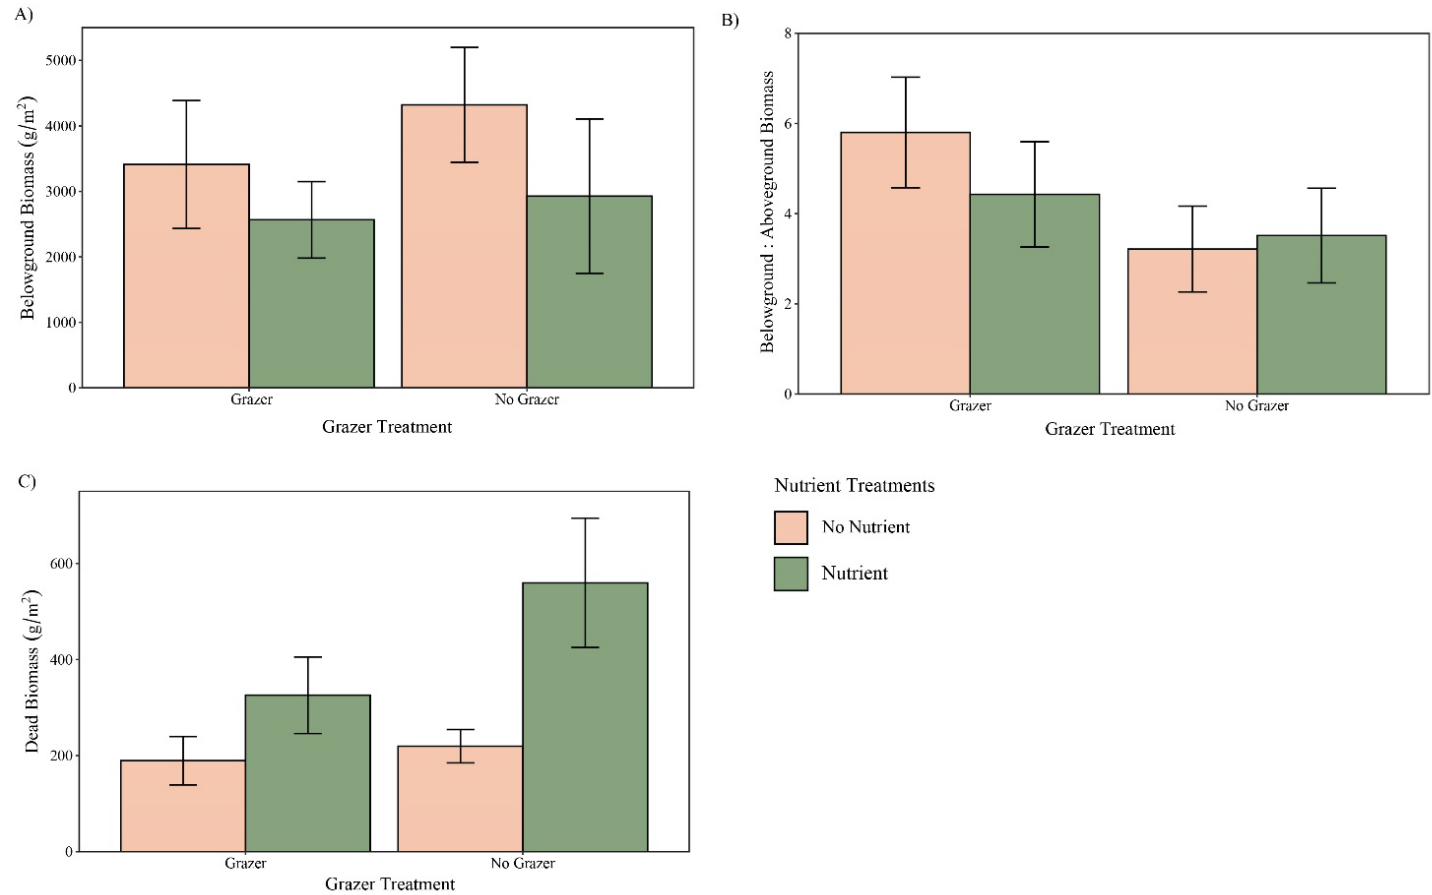 A)
Belowground Biomass (g/m²)
5000
4000
3000
2000
1000
0
Grazer
No Grazer
Grazer Treatment
B)
Belowground : Aboveground Biomass
8
6
4
2
0
Grazer
No Grazer
Grazer Treatment
C)
Dead Biomass (g/m²)
600
400
200
0
Grazer
No Grazer
Grazer Treatment
Nutrient Treatments
No Nutrient
Nutrient